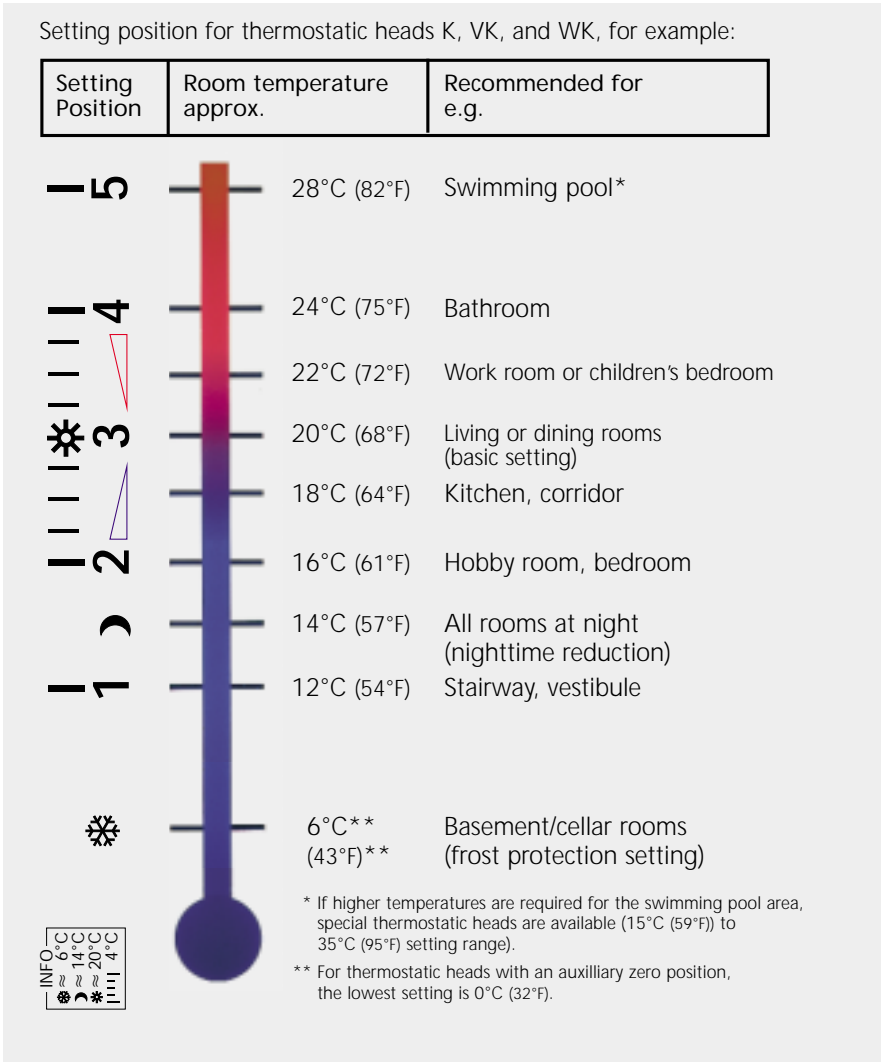 Setting position for thermostatic heads K, VK, and WK, for example:
Setting Position
Room temperature approx.
Recommended for e.g.
5 28°C (82°F) Swimming pool*
4 24°C (75°F) Bathroom
22°C (72°F) Work room or children's bedroom
3 20°C (68°F) Living or dining rooms
(basic setting)
18°C (64°F) Kitchen, corridor
2 16°C (61°F) Hobby room, bedroom
14°C (57°F) All rooms at night
(nighttime reduction)
1 12°C (54°F) Stairway, vestibule
6°C** Basement/cellar rooms
(43°F)** (frost protection setting)
* If higher temperatures are required for the swimming pool area,
special thermostatic heads are available (15°C (59°F)) to
35°C (95°F) setting range).
** For thermostatic heads with an auxilliary zero position,
the lowest setting is 0°C (32°F).
INFO
≈ 6°C
≈ 14°C
≈ 20°C
4°C